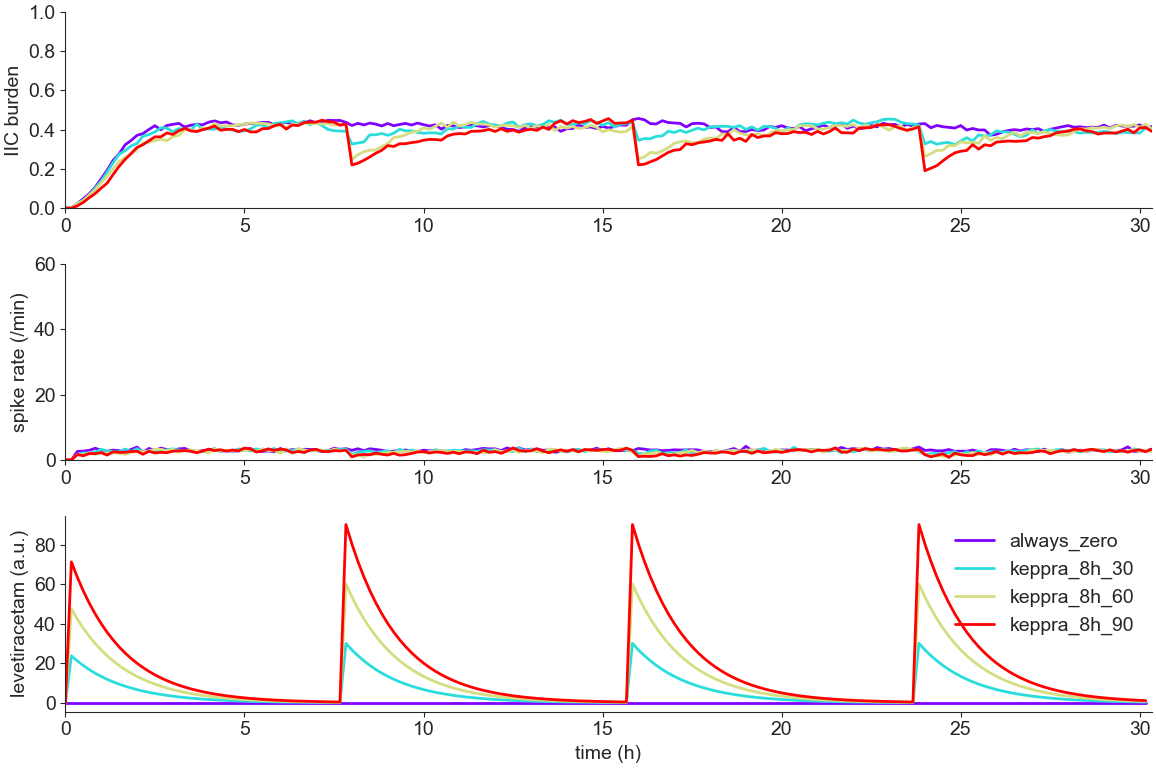 IIC burden
1.0
0.8
0.6
0.4
0.2
0.0
0 5 10 15 20 25 30
spike rate (/min)
60
40
20
0
0 5 10 15 20 25 30
levetiracetam (a.u.)
80
60
40
20
0
always_zero
keppra_8h_30
keppra_8h_60
keppra_8h_90
0 5 10 15 20 25 30
time (h)